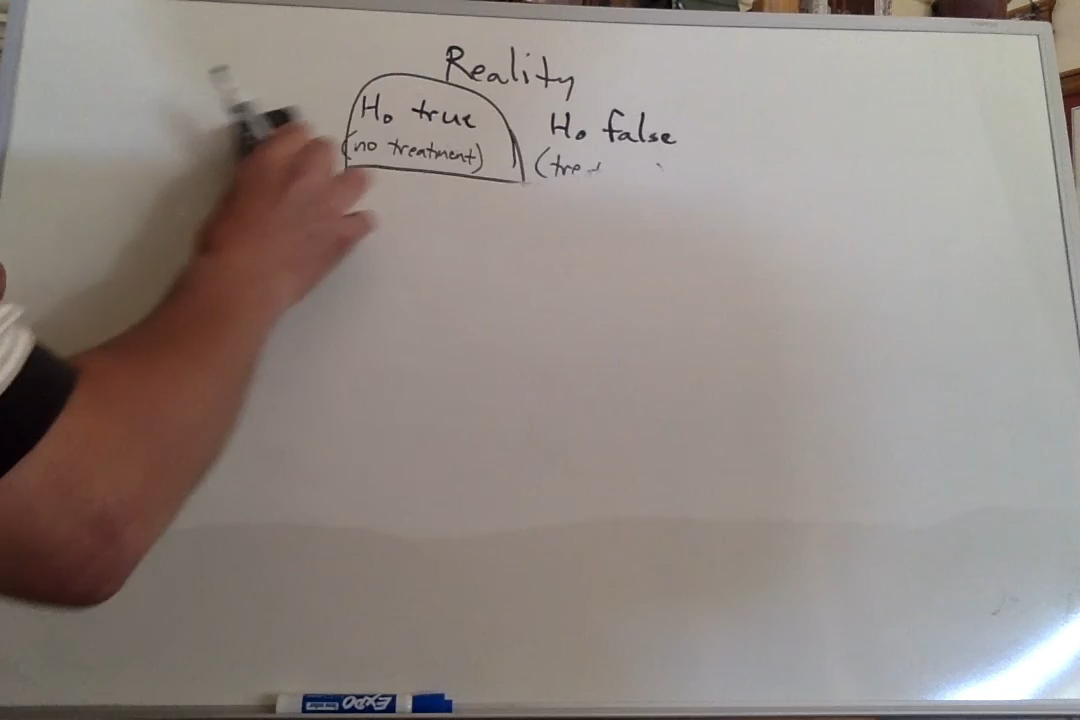 Reality
Ho true
(no treatment)
Ho false
(tre
EXPO